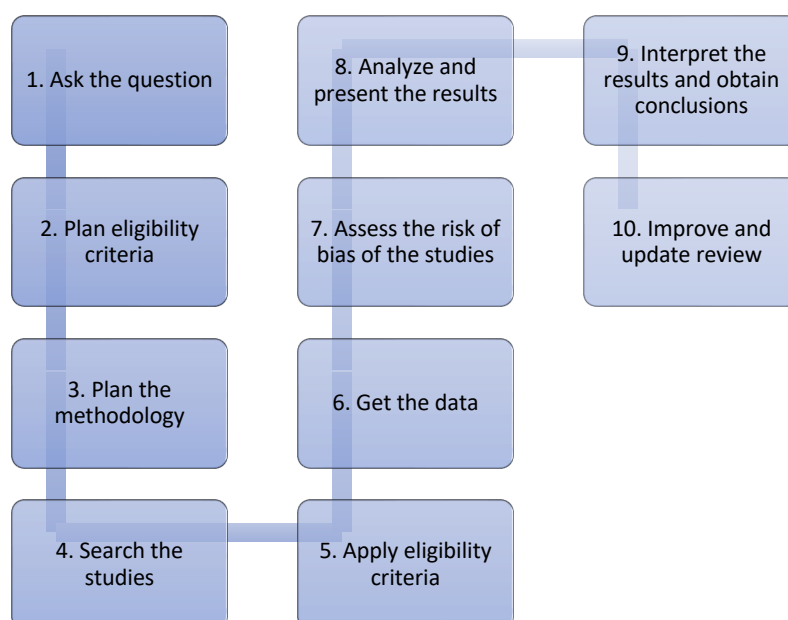 1. Ask the question
2. Plan eligibility
criteria
3. Plan the
methodology
4. Search the
studies
5. Apply eligibility
criteria
6. Get the data
7. Assess the risk of
bias of the studies
8. Analyze and
present the results
9. Interpret the
results and obtain
conclusions
10. Improve and
update review